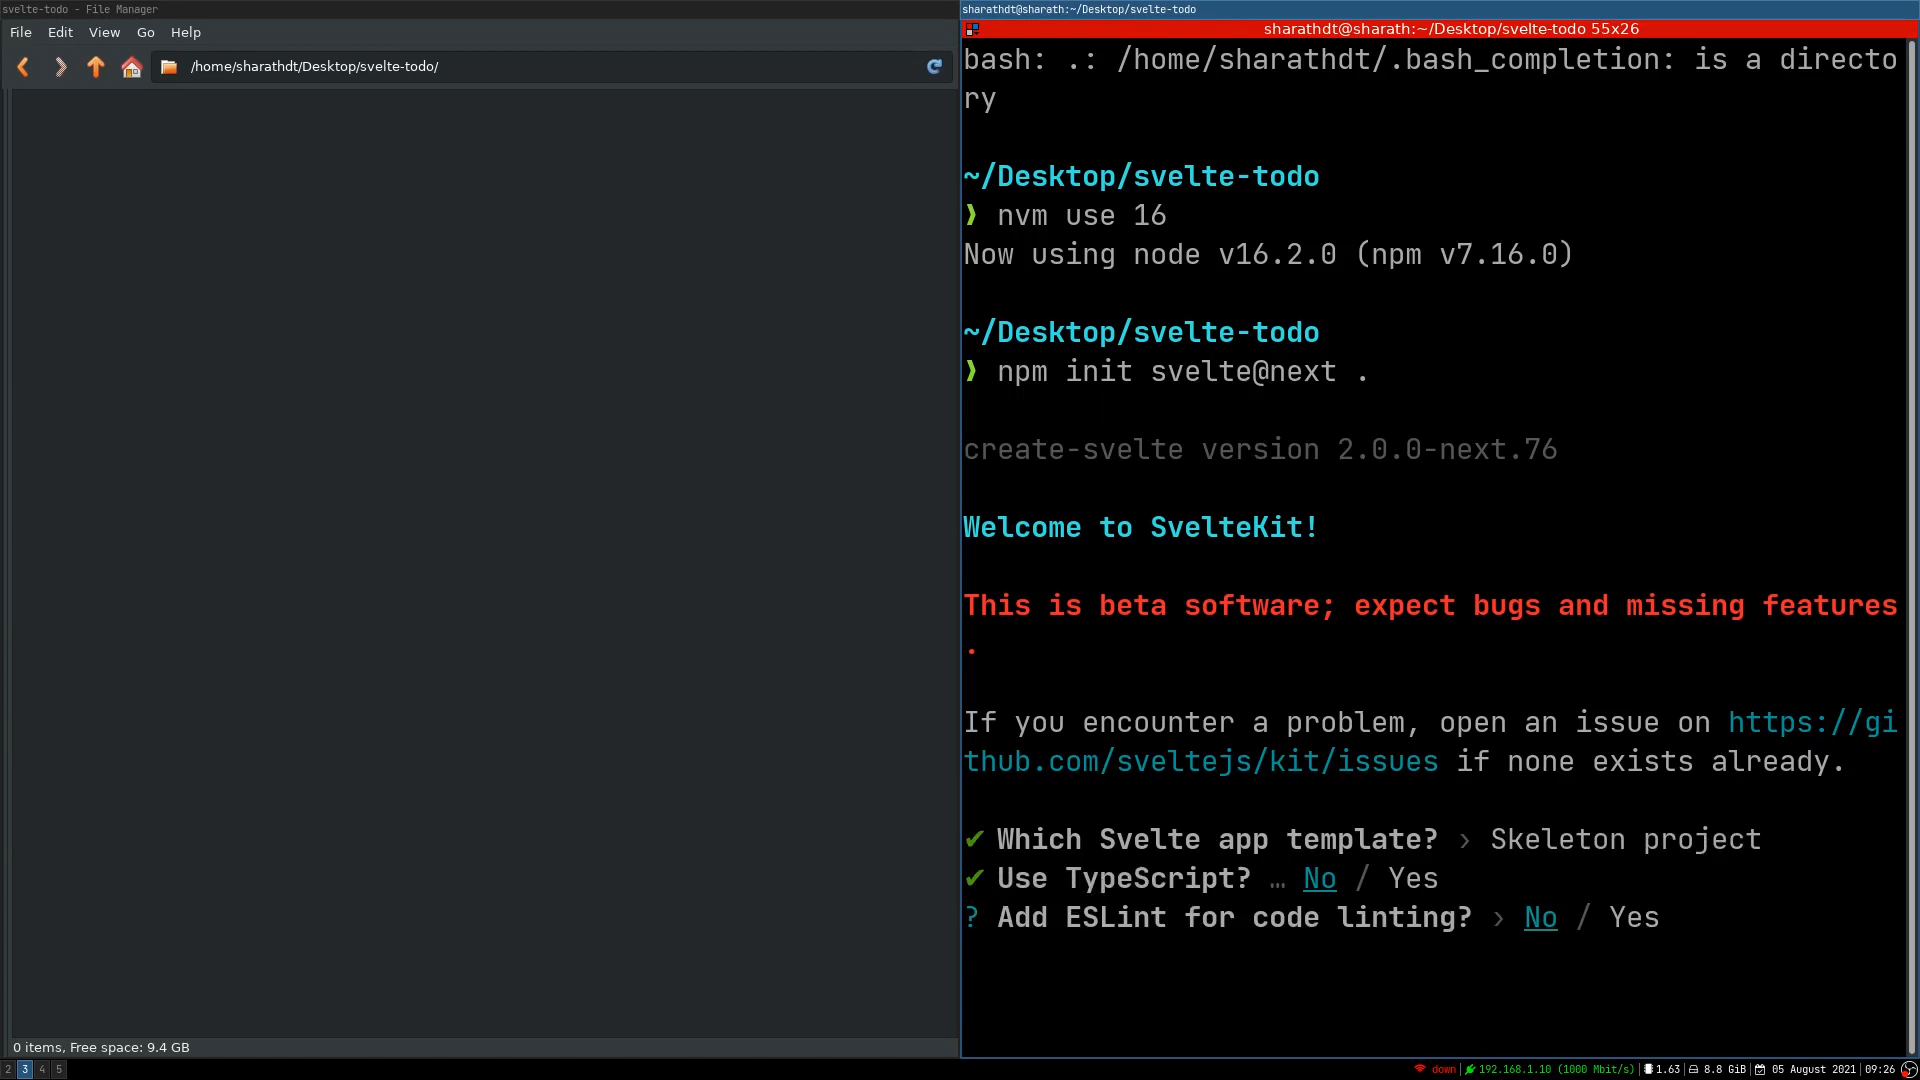 svelte-todo - File Manager
File Edit View Go Help
/home/sharathdt/Desktop/svelte-todo/
0 items, Free space: 9.4 GB
sharathdt@sharath:~/Desktop/svelte-todo
sharathdt@sharath:~/Desktop/svelte-todo 55x26
bash: .: /home/sharathdt/.bash_completion: is a directo
ry
~/Desktop/svelte-todo
❱ nvm use 16
Now using node v16.2.0 (npm v7.16.0)
~/Desktop/svelte-todo
❱ npm init svelte@next .
create-svelte version 2.0.0-next.76
Welcome to SvelteKit!
This is beta software; expect bugs and missing features
.
If you encounter a problem, open an issue on https://gi
thub.com/sveltejs/kit/issues if none exists already.
✔ Which Svelte app template? › Skeleton project
✔ Use TypeScript? … No / Yes
? Add ESLint for code linting? › No / Yes
2 3 4 5
down | 192.168.1.10 (1000 Mbit/s) | 1.63 | 8.8 GiB | 05 August 2021 | 09:26